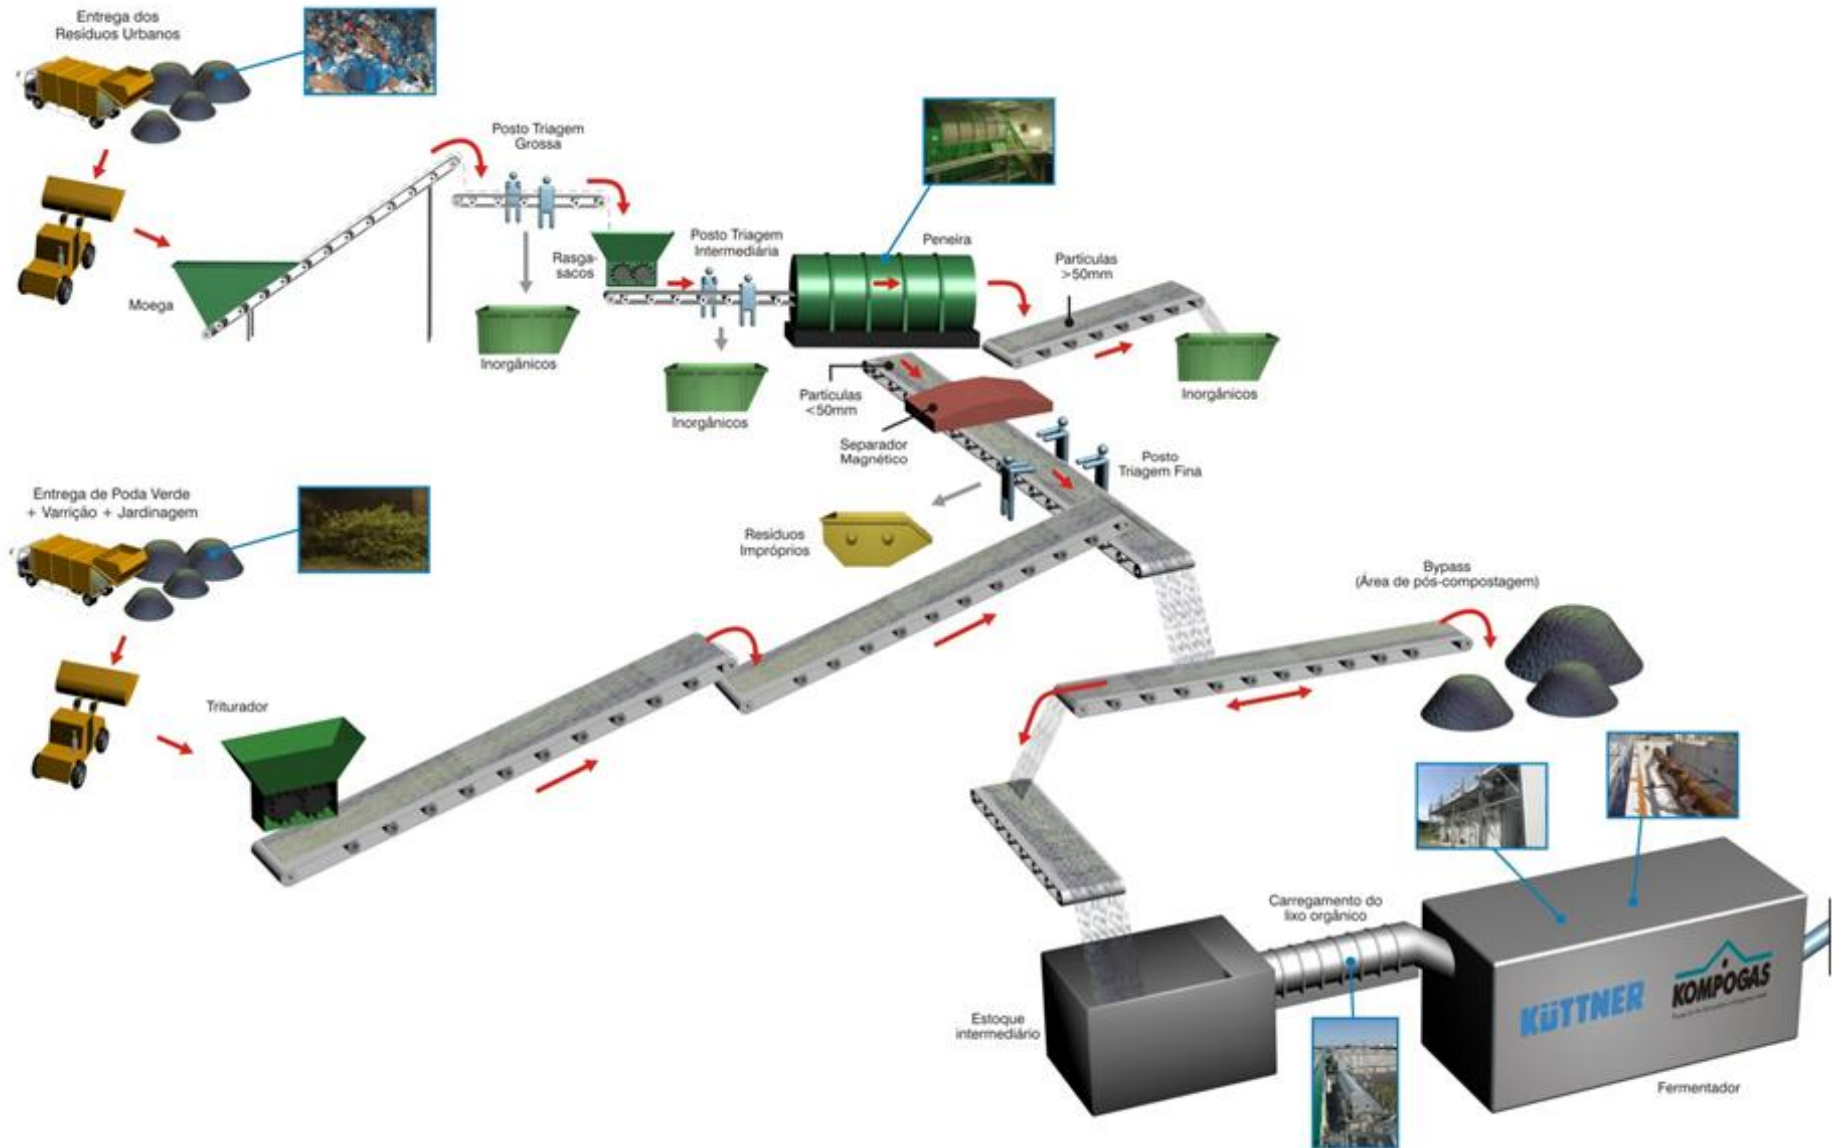 Entrega dos
Resíduos Urbanos
Posto Triagem
Grossa
Moega
Rasga-
sacos
Posto Triagem
Intermediária
Peneira
Partículas
>50mm
Inorgânicos
Inorgânicos
Inorgânicos
Partículas
<50mm
Separador
Magnético
Posto
Triagem Fina
Entrega de Poda Verde
+ Varrição + Jardinagem
Resíduos
Impróprios
Bypass
(Área de pós-compostagem)
Triturador
Carregamento do
lixo orgânico
Estoque
intermediário
KÜTTNER
KOMPOGAS
Fermentador